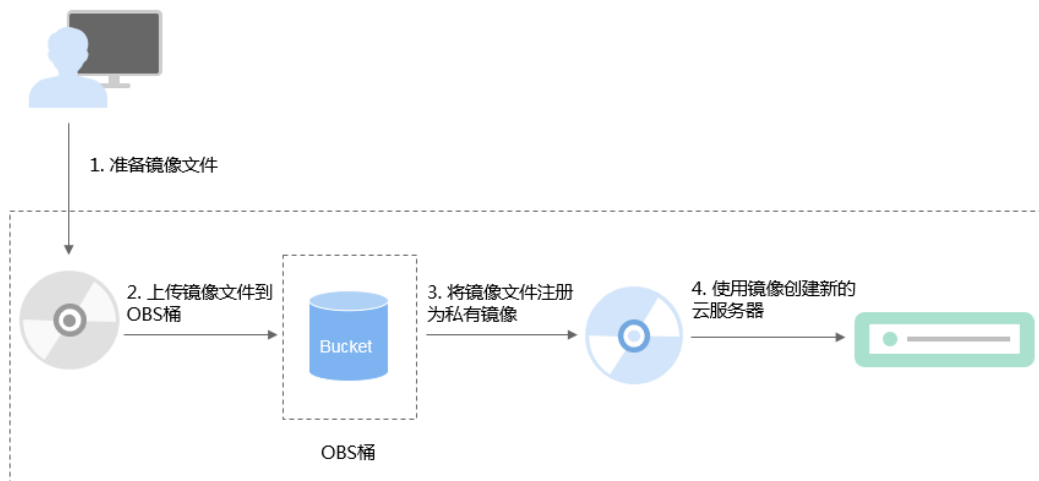 1. 准备镜像文件
2. 上传镜像文件到
OBS桶
Bucket
3. 将镜像文件注册
为私有镜像
4. 使用镜像创建新的
云服务器
OBS桶